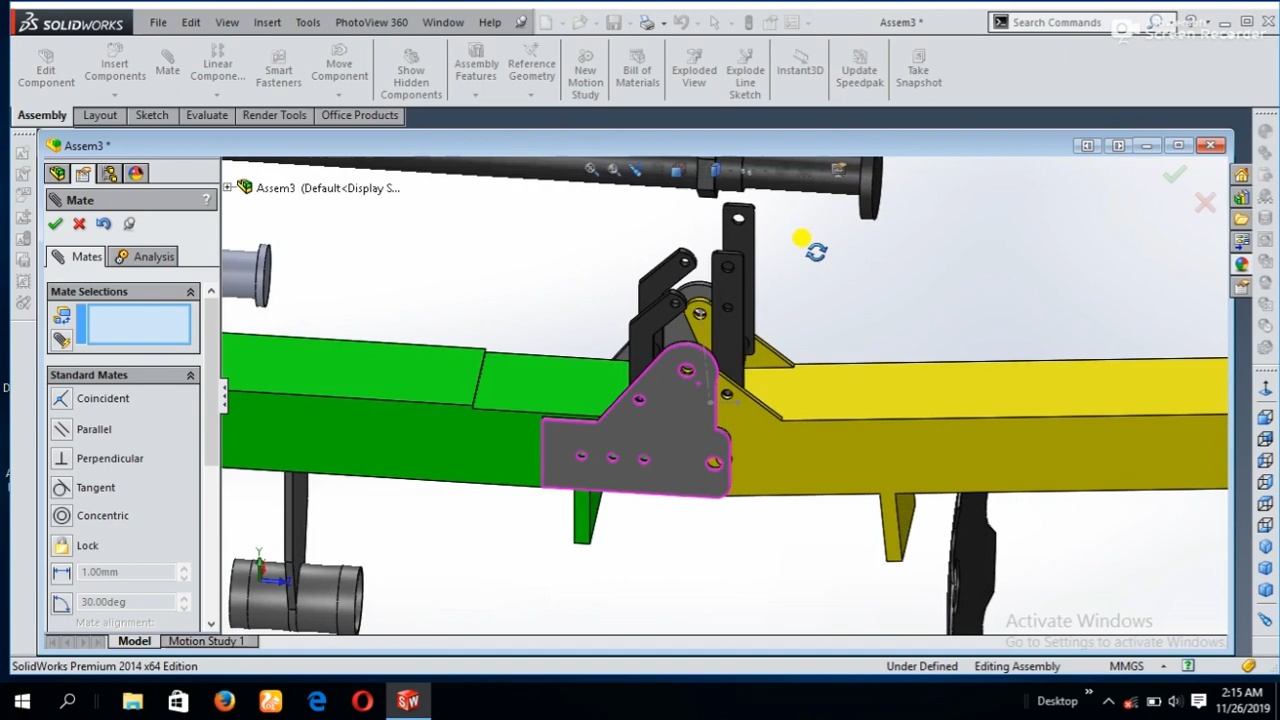 SOLIDWORKS File Edit View Insert Tools PhotoView 360 Window Help Assem3 * Search Commands
Screen Recorder
Edit Component
Insert Components
Mate
Linear Compone...
Smart Fasteners
Move Component
Show Hidden Components
Assembly Features
Reference Geometry
New Motion Study
Bill of Materials
Exploded View
Explode Line Sketch
Instant3D
Update Speedpak
Take Snapshot
Assembly Layout Sketch Evaluate Render Tools Office Products
Assem3 *
Assem3 (Default<Display S...
Mate ?
Mates Analysis
Mate Selections
Standard Mates
Coincident
Parallel
Perpendicular
Tangent
Concentric
Lock
1.00mm
30.00deg
Mate alignment:
Y
Activate Windows
Go to Settings to activate Windows.
Model Motion Study 1
SolidWorks Premium 2014 x64 Edition Under Defined Editing Assembly MMGS ?
Desktop 2:15 AM
11/26/2019